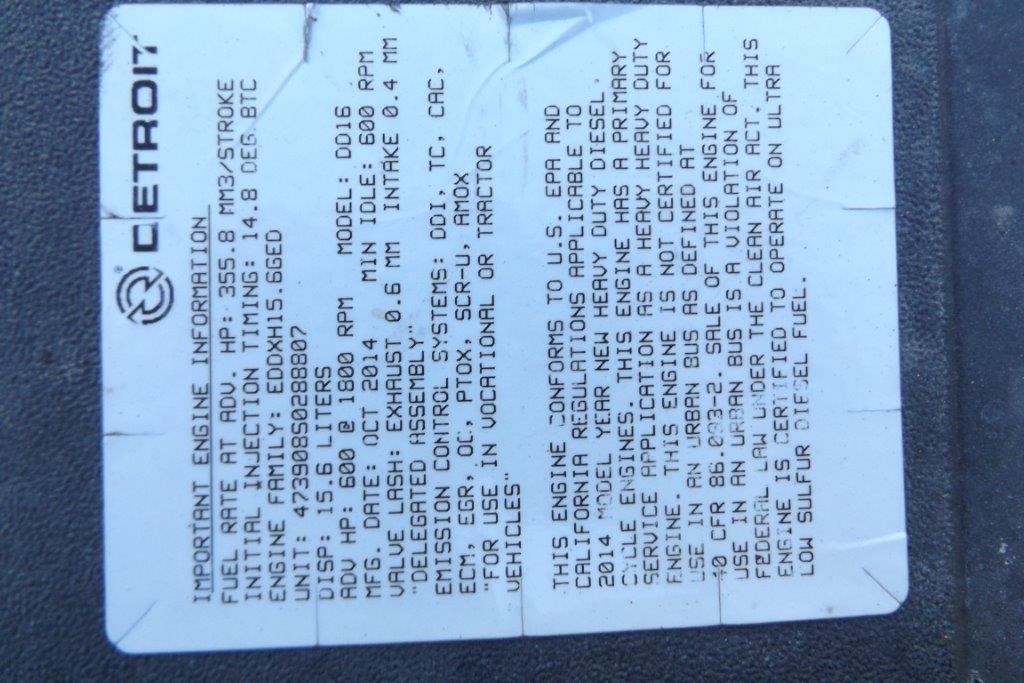 DETROIT
IMPORTANT ENGINE INFORMATION
FUEL RATE AT ADV. HP: 355.8 MM3/STROKE
INITIAL INJECTION TIMING: 14.8 DEG BTC
ENGINE FAMILY: EDDXH15.6GED
UNIT: 473908S0288807
DISP: 15.6 LITERS
ADV HP: 600 @ 1800 RPM MODEL: DD16
MFG. DATE: OCT 2014 MIN IDLE: 600 RPM
VALVE LASH: EXHAUST 0.6 MM INTAKE 0.4 MM
"DELEGATED ASSEMBLY"
EMISSION CONTROL SYSTEMS: DDI, TC, CAC,
ECM, EGR, OC, PTOX, SCR-U, AMOX
"FOR USE IN VOCATIONAL OR TRACTOR
VEHICLES"
THIS ENGINE CONFORMS TO U.S. EPA AND
CALIFORNIA REGULATIONS APPLICABLE TO
2014 MODEL YEAR NEW HEAVY DUTY DIESEL
CYCLE ENGINES. THIS ENGINE HAS A PRIMARY
SERVICE APPLICATION AS A HEAVY HEAVY DUTY
ENGINE. THIS ENGINE IS NOT CERTIFIED FOR
USE IN AN URBAN BUS AS DEFINED AT
40 CFR 86.093-2. SALE OF THIS ENGINE FOR
USE IN AN URBAN BUS IS A VIOLATION OF
FEDERAL LAW UNDER THE CLEAN AIR ACT. THIS
ENGINE IS CERTIFIED TO OPERATE ON ULTRA
LOW SULFUR DIESEL FUEL.